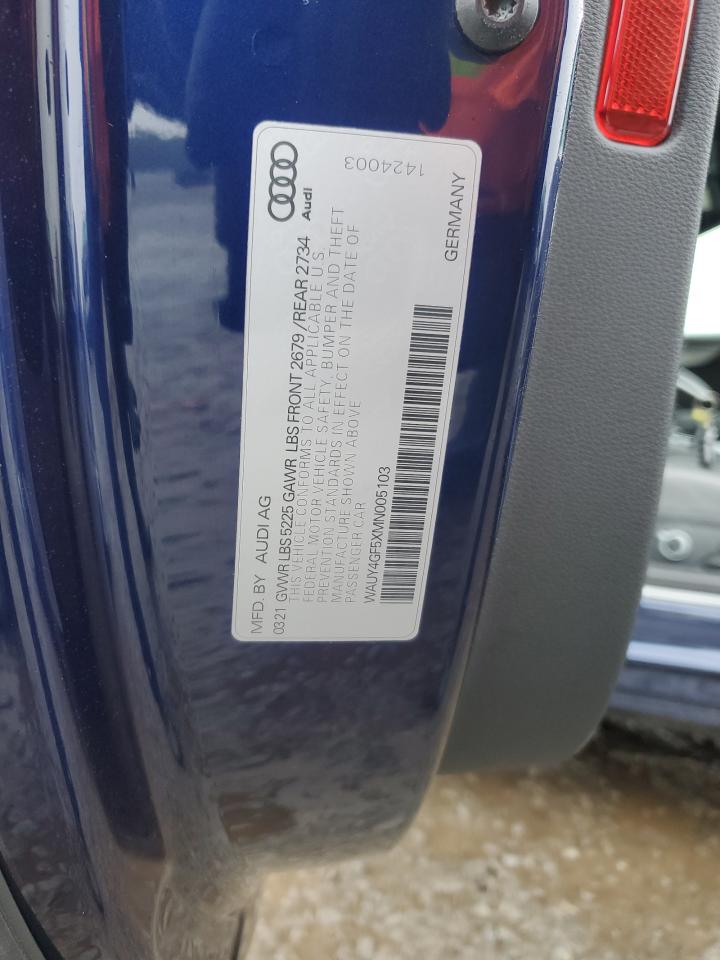 MFD. BY AUDI AG
0321 GVWR LBS 5225 GAWR LBS FRONT 2679 / REAR 2734
THIS VEHICLE CONFORMS TO ALL APPLICABLE U.S.
FEDERAL MOTOR VEHICLE SAFETY, BUMPER AND THEFT
PREVENTION STANDARDS IN EFFECT ON THE DATE OF
MANUFACTURE SHOWN ABOVE
PASSENGER CAR
WAUY4GF5XMN005103
GERMANY
Audi
1424003